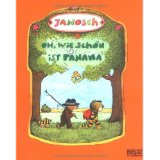 JANOSCH
OH, WIE SCHÖN
IST PANAMA
BELTZ